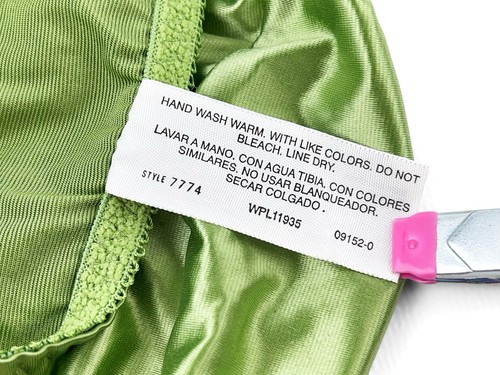 HAND WASH WARM. WITH LIKE COLORS. DO NOT
BLEACH. LINE DRY.
LAVAR A MANO. CON AGUA TIBIA. CON COLORES
SIMILARES. NO USAR BLANQUEADOR.
SECAR COLGADO.
STYLE 7774
WPL11935
09152-0